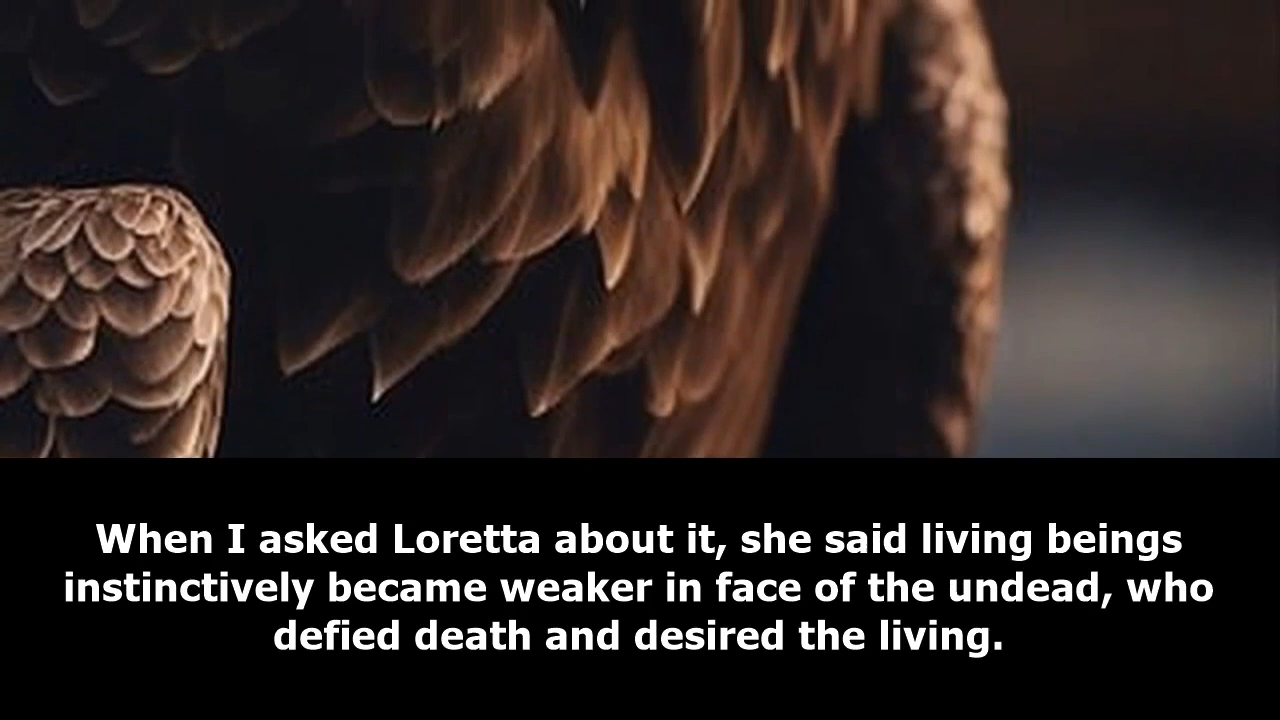 When I asked Loretta about it, she said living beings
instinctively became weaker in face of the undead, who
defied death and desired the living.